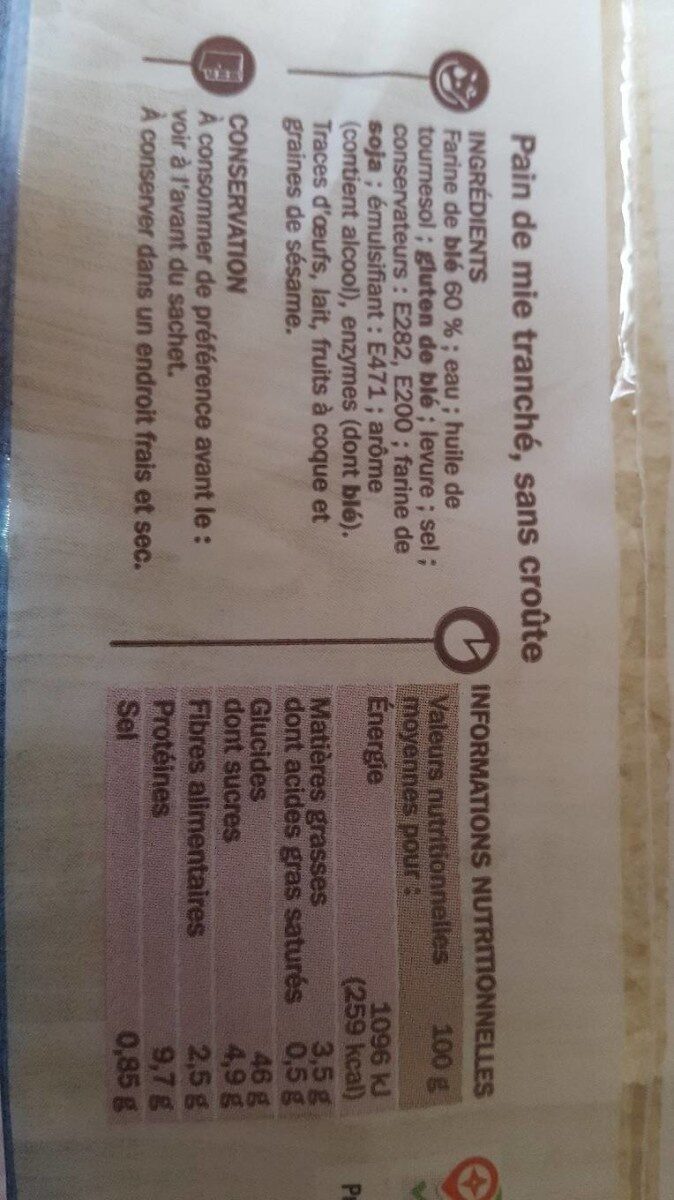 Pain de mie tranché, sans croûte
INGRÉDIENTS
Farine de blé 60 % ; eau ; huile de
tournesol ; gluten de blé ; levure ; sel ;
conservateurs : E282, E200 ; farine de
soja ; émulsifiant : E471 ; arôme
(contient alcool), enzymes (dont blé).
Traces d'œufs, lait, fruits à coque et
graines de sésame.
CONSERVATION
À consommer de préférence avant le :
voir à l'avant du sachet.
À conserver dans un endroit frais et sec.
INFORMATIONS NUTRITIONNELLES
Valeurs nutritionnelles 100 g
moyennes pour :
Énergie 1096 kJ
(259 kcal)
Matières grasses 3,5 g
dont acides gras saturés 0,5 g
Glucides 46 g
dont sucres 4,9 g
Fibres alimentaires 2,5 g
Protéines 9,7 g
Sel 0,85 g